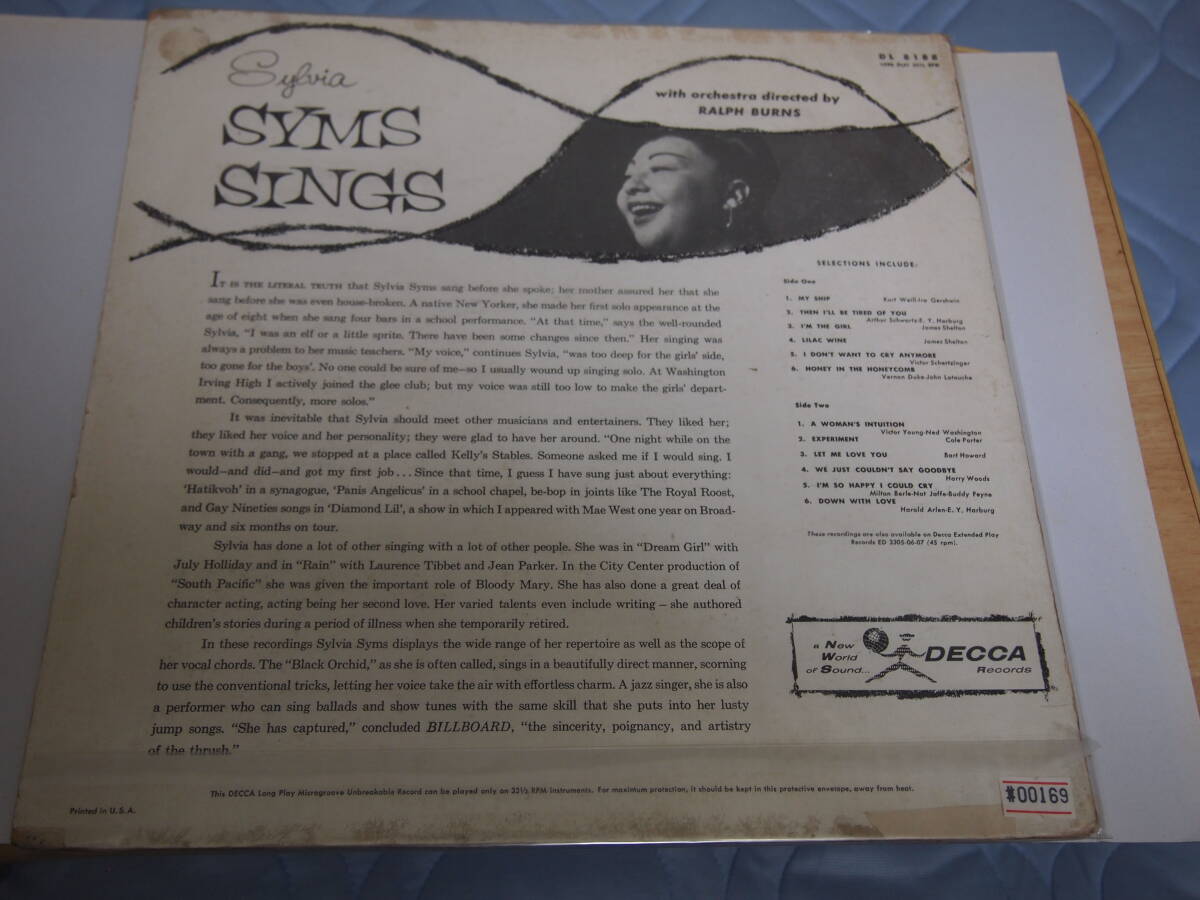 Sylvia
SYMS
SINGS
with orchestra directed by
RALPH BURNS
DL 8188
LONG PLAY 33⅓ RPM
IT IS THE LITERAL TRUTH that Sylvia Syms sang before she spoke; her mother assured her that she
sang before she was even house-broken. A native New Yorker, she made her first solo appearance at the
age of eight when she sang four bars in a school performance. “At that time,” says the well-rounded
Sylvia, “I was an elf or a little sprite. There have been some changes since then.” Her singing was
always a problem to her music teachers. “My voice,” continues Sylvia, “was too deep for the girls’ side,
too gone for the boys’. No one could be sure of me—so I usually wound up singing solo. At Washington
Irving High I actively joined the glee club; but my voice was still too low to make the girls’ depart-
ment. Consequently, more solos.”
It was inevitable that Sylvia should meet other musicians and entertainers. They liked her;
they liked her voice and her personality; they were glad to have her around. “One night while on the
town with a gang, we stopped at a place called Kelly’s Stables. Someone asked me if I would sing. I
would—and did—and got my first job . . . Since that time, I guess I have sung just about everything:
‘Hatikvoh’ in a synagogue, ‘Panis Angelicus’ in a school chapel, be-bop in joints like The Royal Roost,
and Gay Nineties songs in ‘Diamond Lil’, a show in which I appeared with Mae West one year on Broad-
way and six months on tour.
Sylvia has done a lot of other singing with a lot of other people. She was in “Dream Girl” with
July Holliday and in “Rain” with Laurence Tibbet and Jean Parker. In the City Center production of
“South Pacific” she was given the important role of Bloody Mary. She has also done a great deal of
character acting, acting being her second love. Her varied talents even include writing — she authored
children’s stories during a period of illness when she temporarily retired.
In these recordings Sylvia Syms displays the wide range of her repertoire as well as the scope of
her vocal chords. The “Black Orchid,” as she is often called, sings in a beautifully direct manner, scorning
to use the conventional tricks, letting her voice take the air with effortless charm. A jazz singer, she is also
a performer who can sing ballads and show tunes with the same skill that she puts into her lusty
jump songs. “She has captured,” concluded BILLBOARD, “the sincerity, poignancy, and artistry
of the thrush.”
SELECTIONS INCLUDE:
Side One
1. MY SHIP Kurt Weill-Ira Gershwin
2. THEN I'LL BE TIRED OF YOU
Arthur Schwartz-E. Y. Harburg
3. I'M THE GIRL James Shelton
4. LILAC WINE James Shelton
5. I DON'T WANT TO CRY ANYMORE
Victor Schertzinger
6. HONEY IN THE HONEYCOMB
Vernon Duke-John Latouche
Side Two
1. A WOMAN'S INTUITION
Victor Young-Ned Washington
2. EXPERIMENT Cole Porter
3. LET ME LOVE YOU Bart Howard
4. WE JUST COULDN'T SAY GOODBYE
Harry Woods
5. I'M SO HAPPY I COULD CRY
Milton Berle-Nat Jaffe-Buddy Feyne
6. DOWN WITH LOVE
Harold Arlen-E. Y. Harburg
These recordings are also available on Decca Extended Play
Records ED 3305-06-07 (45 rpm).
a New
World
of Sound...
DECCA
Records
This DECCA Long Play Microgroove Unbreakable Record can be played only on 33⅓ RPM instruments. For maximum protection, it should be kept in this protective envelope, away from heat.
Printed in U. S. A.
#00169